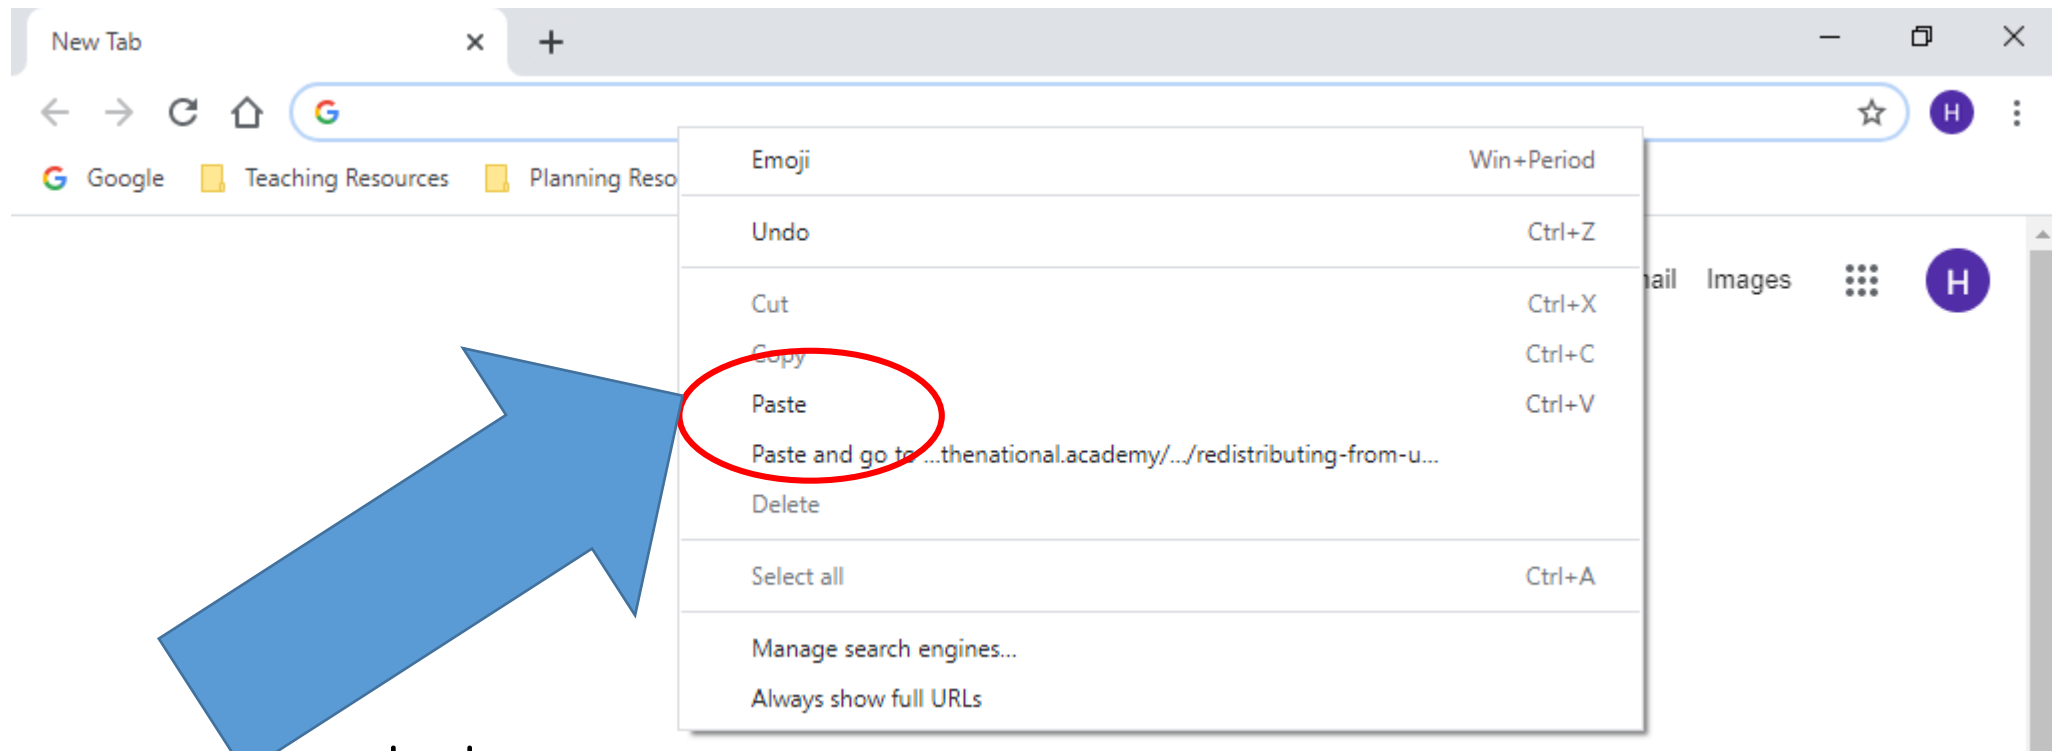 New Tab
G
H
G Google Teaching Resources Planning Reso
Emoji Win+Period
Undo Ctrl+Z
Cut Ctrl+X
ail Images H
Copy Ctrl+C
Paste Ctrl+V
Paste and go to ...thenational.academy/.../redistributing-from-u...
Delete
Select all Ctrl+A
Manage search engines...
Always show full URLs